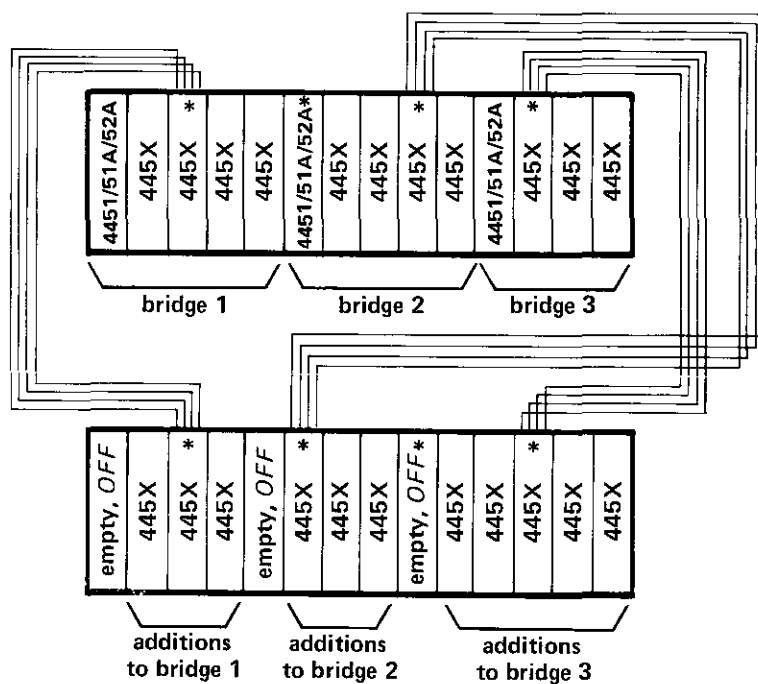 4451/51A/52A
445X
445X *
445X
445X
4451/51A/52A*
445X
445X
445X *
445X
4451/51A/52A
445X *
445X
445X
bridge 1
bridge 2
bridge 3
empty, OFF
445X
445X *
445X
empty, OFF
445X *
445X
445X
empty, OFF*
445X
445X
445X *
445X
445X
additions
to bridge 1
additions
to bridge 2
additions
to bridge 3